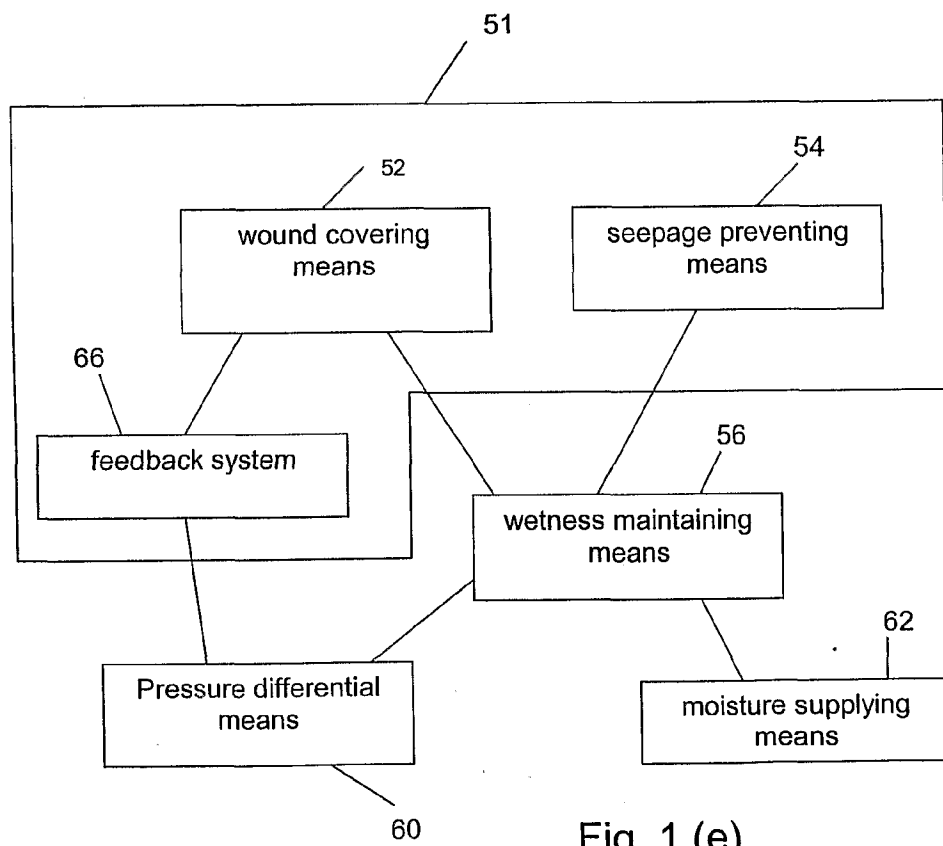 51
52
54
wound covering
means
seepage preventing
means
66
feedback system
56
wetness maintaining
means
62
Pressure differential
means
moisture supplying
means
60
Fig. 1 (e)